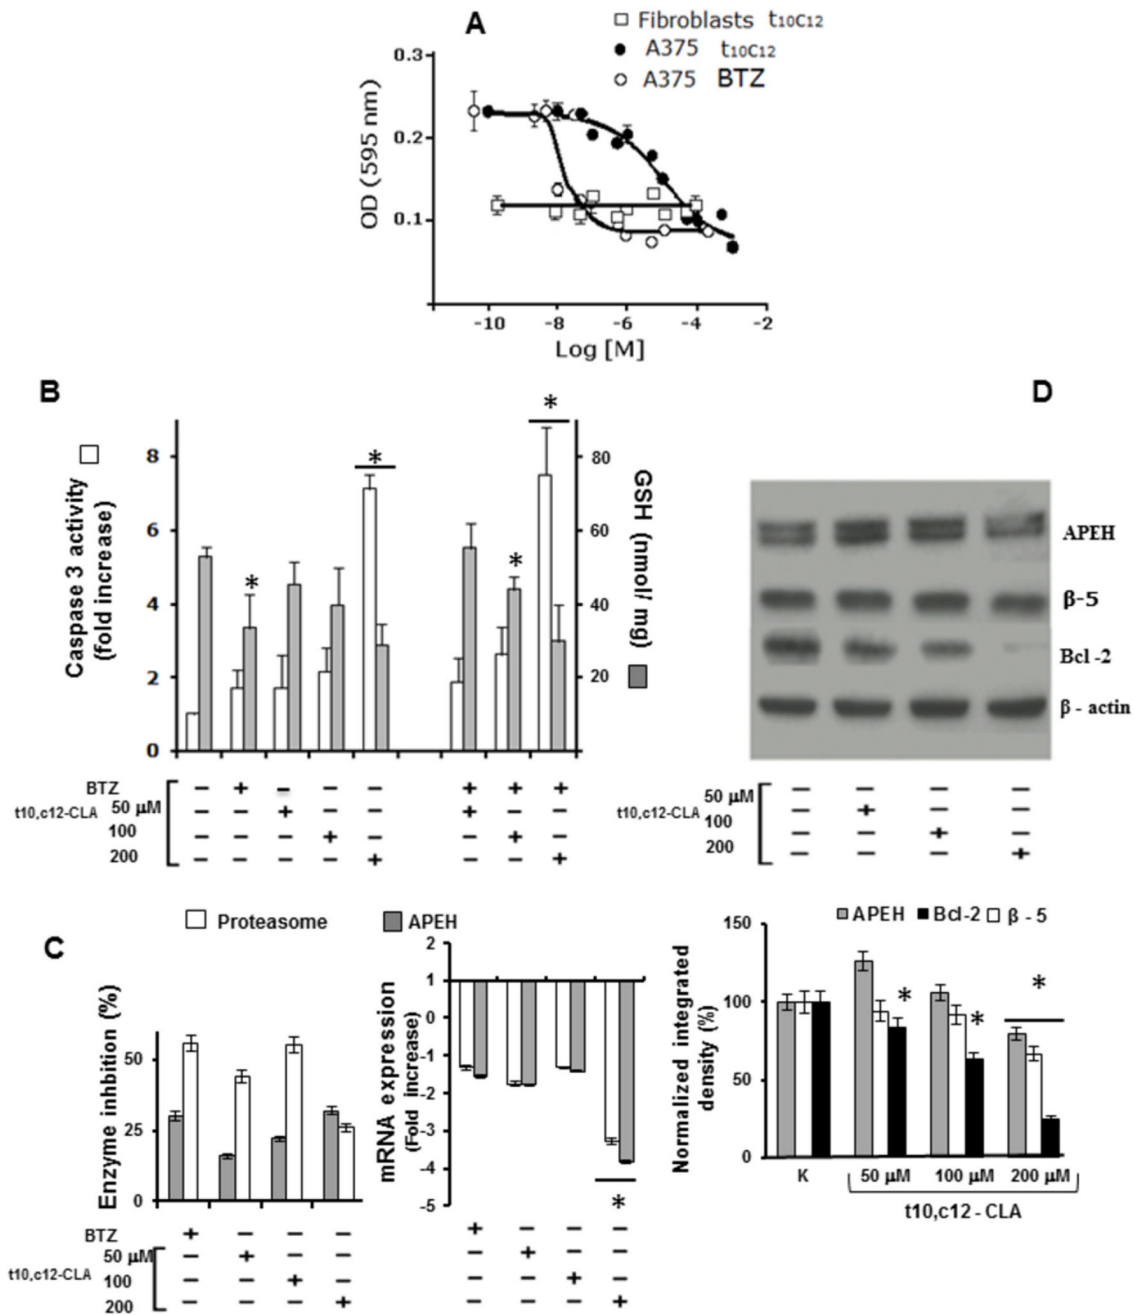 A
Fibroblasts t10C12
A375 t10C12
A375 BTZ
0.3
0.2
0.1
OD (595 nm)
-10 -8 -6 -4 -2
Log [M]
B
Caspase 3 activity
(fold increase)
8
6
4
2
0
* * * *
80
60
40
20
GSH (nmol/ mg)
BTZ – + – – – + + +
t10,c12-CLA
50 μM – – + – – + – –
100 – – – + – – + –
200 – – – – + – – +
D
APEH
β-5
Bcl -2
β - actin
t10,c12-CLA
50 μM – + – –
100 – – + –
200 – – – +
C
Proteasome
APEH
Enzyme inhbition (%)
50
25
0
BTZ + – – –
t10,c12-CLA
50 μM – + – –
100 – – + –
200 – – – +
mRNA expression
(Fold increase)
2
1
0
-1
-2
-3
-4
-5
*
+ – – –
– + – –
– – + –
– – – +
APEH Bcl-2 β - 5
Normalized integrated
density (%)
150
100
50
0
* * *
K 50 μM 100 μM 200 μM
t10,c12 - CLA